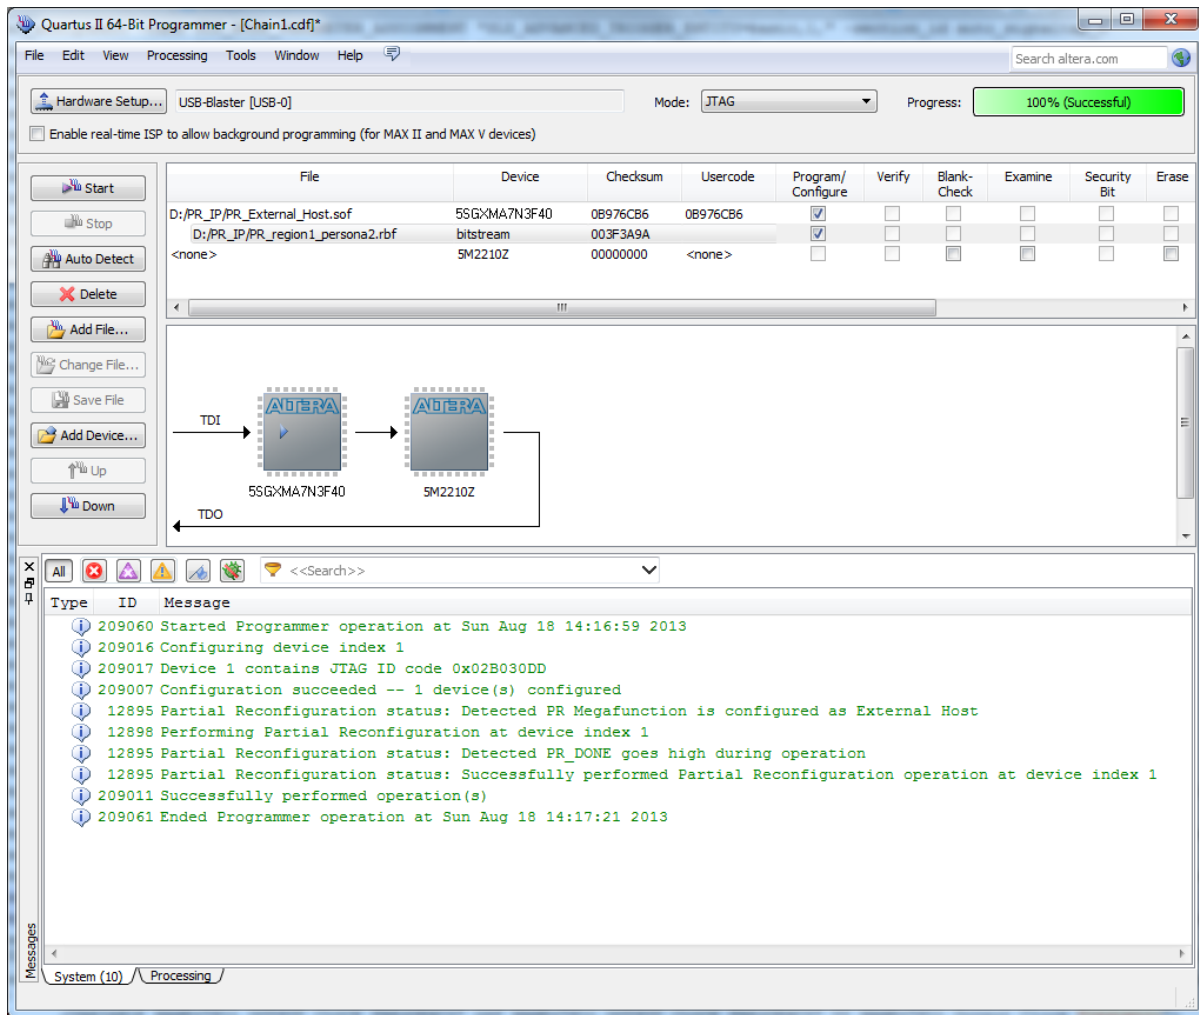 Quartus II 64-Bit Programmer - [Chain1.cdf]*
File Edit View Processing Tools Window Help
Search altera.com
Hardware Setup... USB-Blaster [USB-0] Mode: JTAG Progress: 100% (Successful)
Enable real-time ISP to allow background programming (for MAX II and MAX V devices)
Start
Stop
Auto Detect
Delete
Add File...
Change File...
Save File
Add Device...
Up
Down
File Device Checksum Usercode Program/ Configure Verify Blank- Check Examine Security Bit Erase
D:/PR_IP/PR_External_Host.sof 5SGXMA7N3F40 0B976CB6 0B976CB6
D:/PR_IP/PR_region1_persona2.rbf bitstream 003F3A9A
<none> 5M2210Z 00000000 <none>
TDI
ALTERA ALTERA
5SGXMA7N3F40 5M2210Z
TDO
All <<Search>>
Type ID Message
209060 Started Programmer operation at Sun Aug 18 14:16:59 2013
209016 Configuring device index 1
209017 Device 1 contains JTAG ID code 0x02B030DD
209007 Configuration succeeded -- 1 device(s) configured
12895 Partial Reconfiguration status: Detected PR Megafunction is configured as External Host
12898 Performing Partial Reconfiguration at device index 1
12895 Partial Reconfiguration status: Detected PR_DONE goes high during operation
12895 Partial Reconfiguration status: Successfully performed Partial Reconfiguration operation at device index 1
209011 Successfully performed operation(s)
209061 Ended Programmer operation at Sun Aug 18 14:17:21 2013
Messages
System (10) Processing